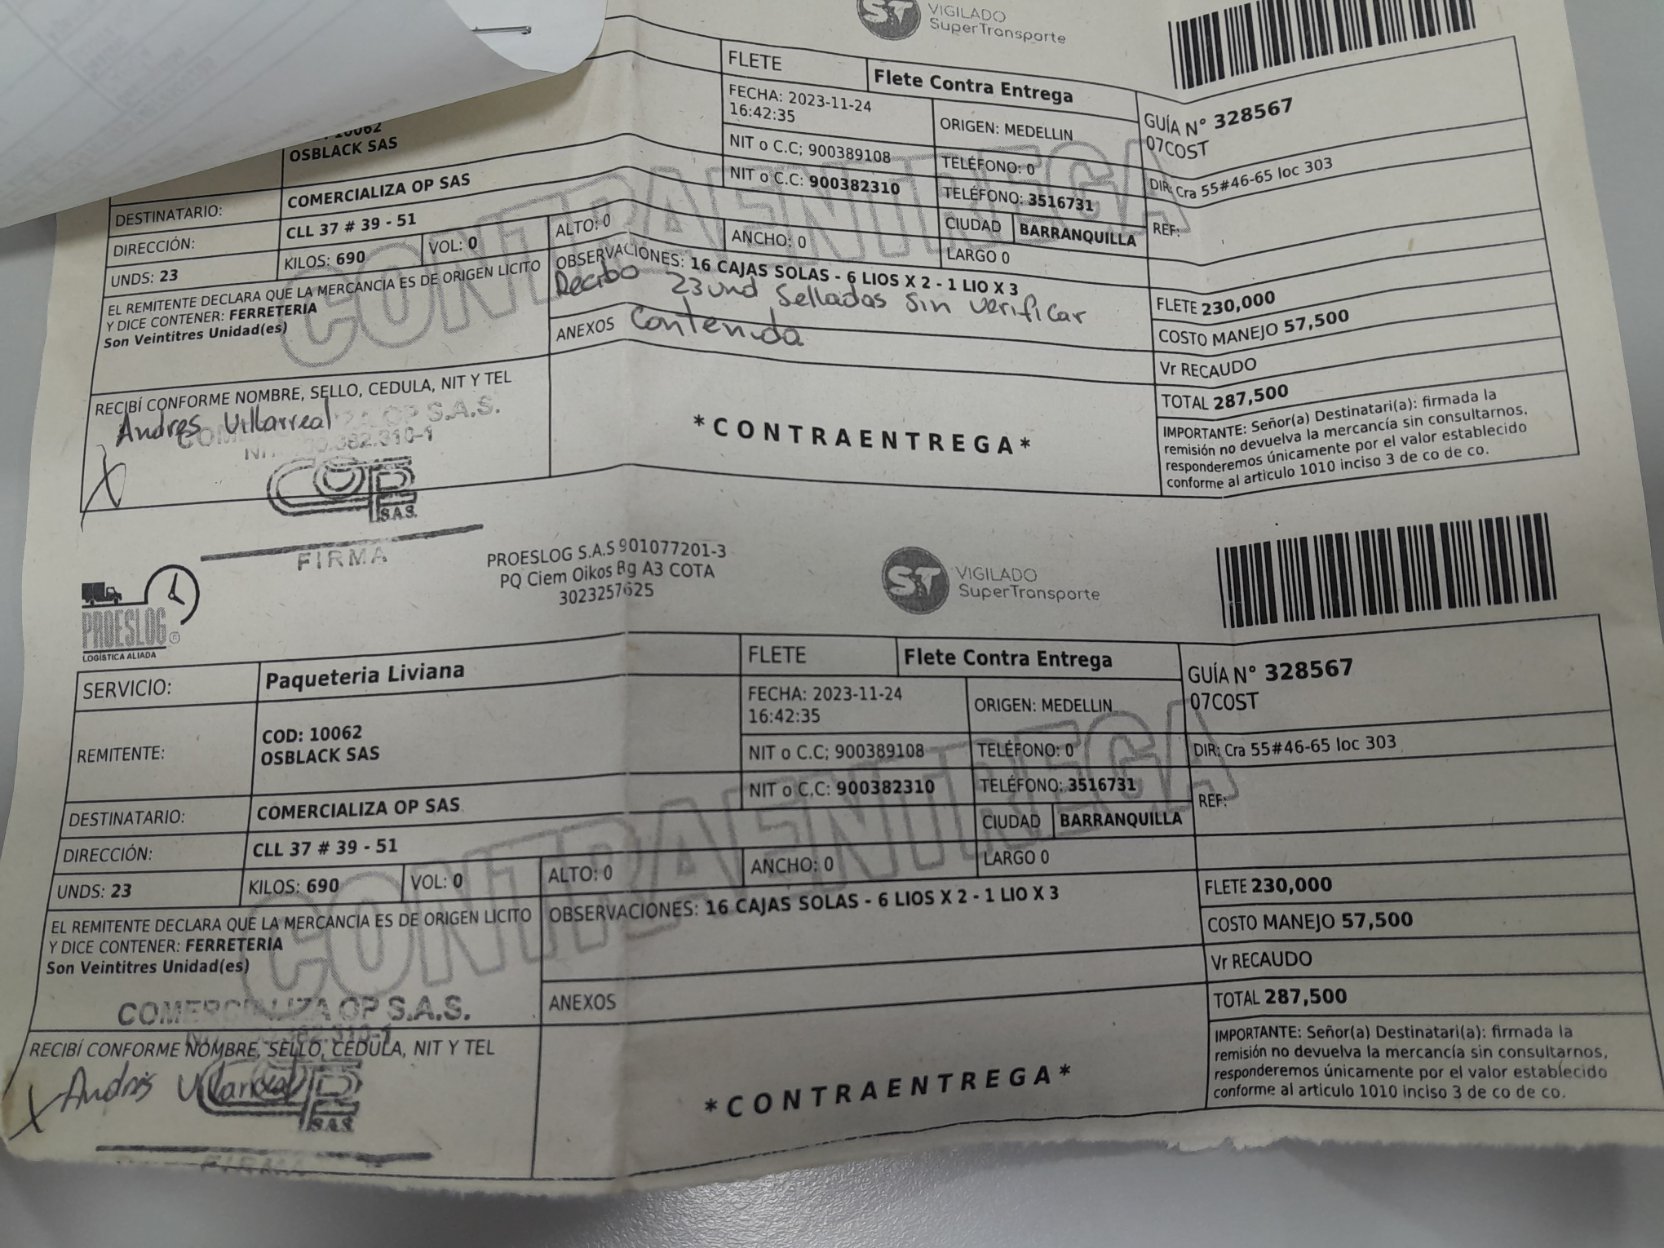 VIGILADO
SuperTransporte
FLETE
Flete Contra Entrega
FECHA: 2023-11-24
16:42:35
ORIGEN: MEDELLIN
GUÍA N° 328567
07COST
10062
OSBLACK SAS
NIT o C.C; 900389108
TELÉFONO: 0
DIR: Cra 55#46-65 loc 303
DESTINATARIO:
COMERCIALIZA OP SAS
NIT o C.C: 900382310
TELÉFONO: 3516731
REF:
DIRECCIÓN:
CLL 37 # 39 - 51
CIUDAD
BARRANQUILLA
UNDS: 23
KILOS: 690
VOL: 0
ALTO: 0
ANCHO: 0
LARGO 0
CONTRAENTREGA
EL REMITENTE DECLARA QUE LA MERCANCÍA ES DE ORIGEN LICITO
Y DICE CONTENER: FERRETERIA
Son Veintitres Unidad(es)
OBSERVACIONES: 16 CAJAS SOLAS - 6 LIOS X 2 - 1 LIO X 3
Recibo 23und Selladas Sin verificar
ANEXOS
Contenido
FLETE 230,000
COSTO MANEJO 57,500
Vr RECAUDO
TOTAL 287,500
RECIBÍ CONFORME NOMBRE, SELLO, CEDULA, NIT Y TEL
Andres Villarreal
COMERCIALIZA OP S.A.S.
.382.310-1
COP
S.A.S.
FIRMA
*CONTRAENTREGA*
IMPORTANTE: Señor(a) Destinatari(a): firmada la
remisión no devuelva la mercancía sin consultarnos,
responderemos únicamente por el valor establecido
conforme al articulo 1010 inciso 3 de co de co.
PROESLOG
LOGÍSTICA ALIADA
PROESLOG S.A.S 901077201-3
PQ Ciem Oikos Bg A3 COTA
3023257625
ST
VIGILADO
SuperTransporte
SERVICIO:
Paqueteria Liviana
FLETE
Flete Contra Entrega
GUÍA N° 328567
07COST
REMITENTE:
COD: 10062
OSBLACK SAS
FECHA: 2023-11-24
16:42:35
ORIGEN: MEDELLIN
NIT o C.C; 900389108
TELÉFONO: 0
DIR: Cra 55#46-65 loc 303
DESTINATARIO:
COMERCIALIZA OP SAS
NIT o C.C: 900382310
TELÉFONO: 3516731
REF:
DIRECCIÓN:
CLL 37 # 39 - 51
CIUDAD
BARRANQUILLA
UNDS: 23
KILOS: 690
VOL: 0
ALTO: 0
ANCHO: 0
LARGO 0
CONTRAENTREGA
EL REMITENTE DECLARA QUE LA MERCANCÍA ES DE ORIGEN LICITO
Y DICE CONTENER: FERRETERIA
Son Veintitres Unidad(es)
OBSERVACIONES: 16 CAJAS SOLAS - 6 LIOS X 2 - 1 LIO X 3
ANEXOS
FLETE 230,000
COSTO MANEJO 57,500
Vr RECAUDO
TOTAL 287,500
COMERCIALIZA OP S.A.S.
.382.310-1
RECIBÍ CONFORME NOMBRE, SELLO, CEDULA, NIT Y TEL
Andrés Villarreal
S.A.S.
FIRMA
*CONTRAENTREGA*
IMPORTANTE: Señor(a) Destinatari(a): firmada la
remisión no devuelva la mercancía sin consultarnos,
responderemos únicamente por el valor establecido
conforme al articulo 1010 inciso 3 de co de co.